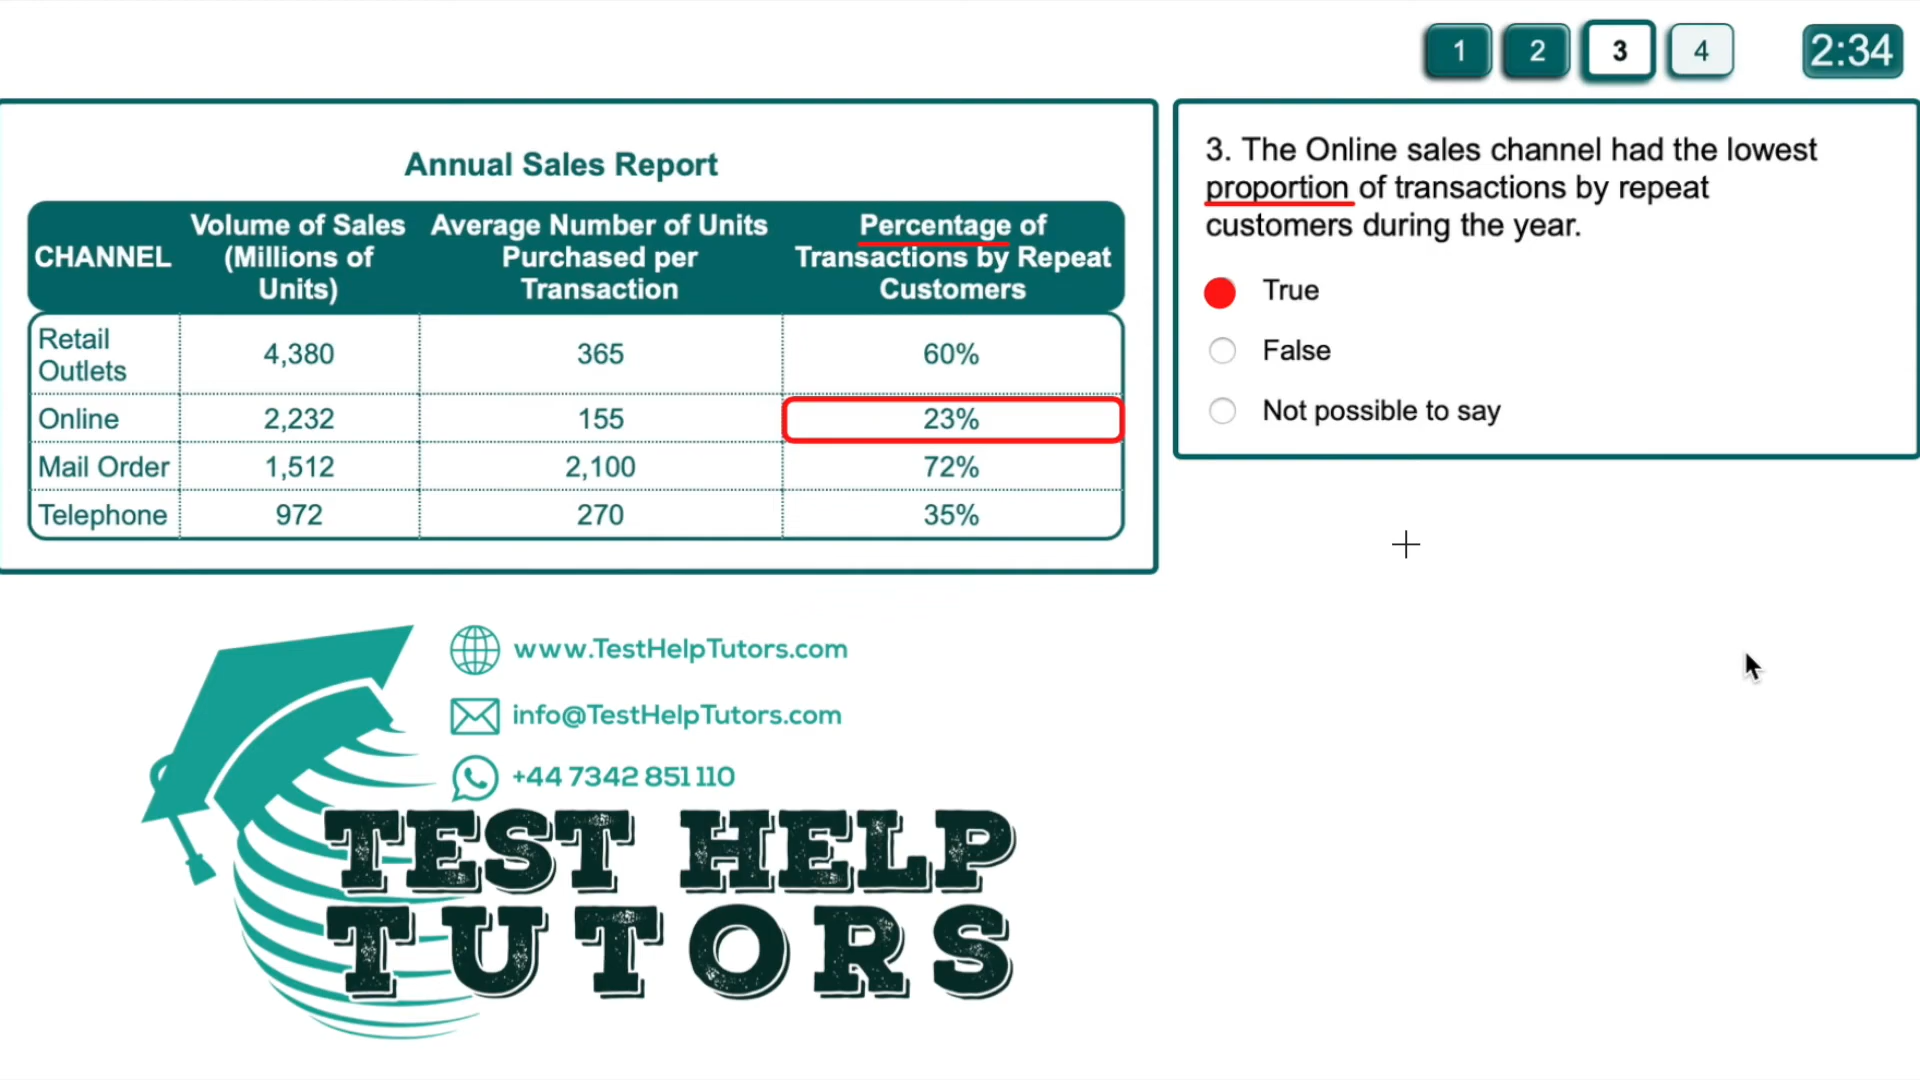 1 2 3 4 2:34
Annual Sales Report
CHANNEL
Volume of Sales
(Millions of
Units)
Average Number of Units
Purchased per
Transaction
Percentage of
Transactions by Repeat
Customers
Retail
Outlets
4,380 365 60%
Online 2,232 155 23%
Mail Order 1,512 2,100 72%
Telephone 972 270 35%
3. The Online sales channel had the lowest
proportion of transactions by repeat
customers during the year.
True
False
Not possible to say
www.TestHelpTutors.com
info@TestHelpTutors.com
+44 7342 851 110
TEST HELP
TUTORS